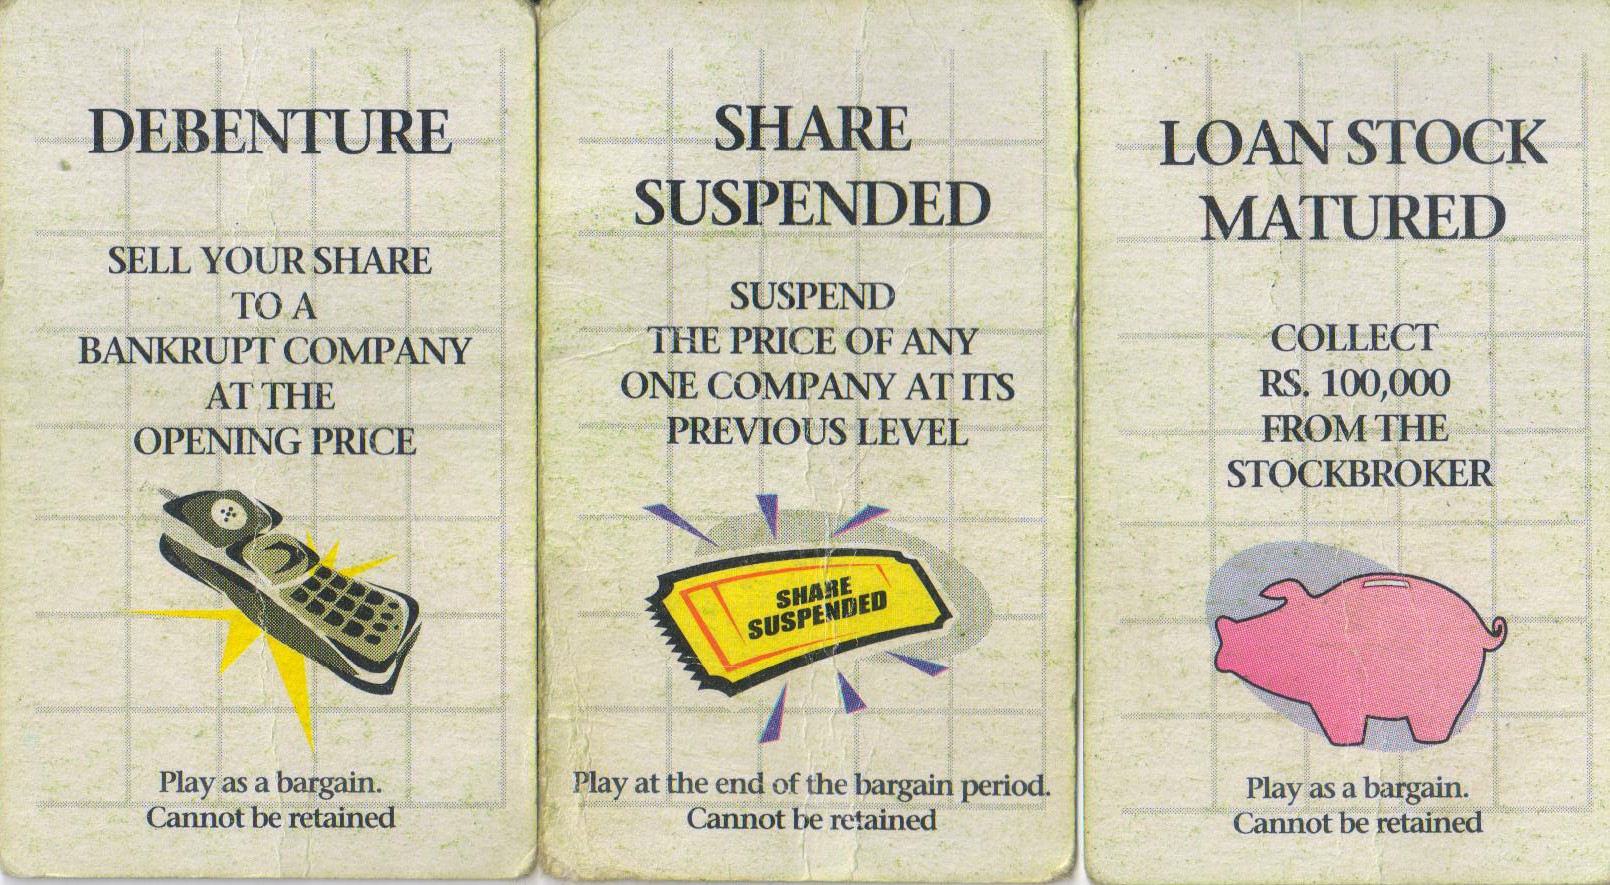 DEBENTURE
SELL YOUR SHARE
TO A
BANKRUPT COMPANY
AT THE
OPENING PRICE
Play as a bargain.
Cannot be retained
SHARE
SUSPENDED
SUSPEND
THE PRICE OF ANY
ONE COMPANY AT ITS
PREVIOUS LEVEL
SHARE
SUSPENDED
Play at the end of the bargain period.
Cannot be retained
LOAN STOCK
MATURED
COLLECT
RS. 100,000
FROM THE
STOCKBROKER
Play as a bargain.
Cannot be retained